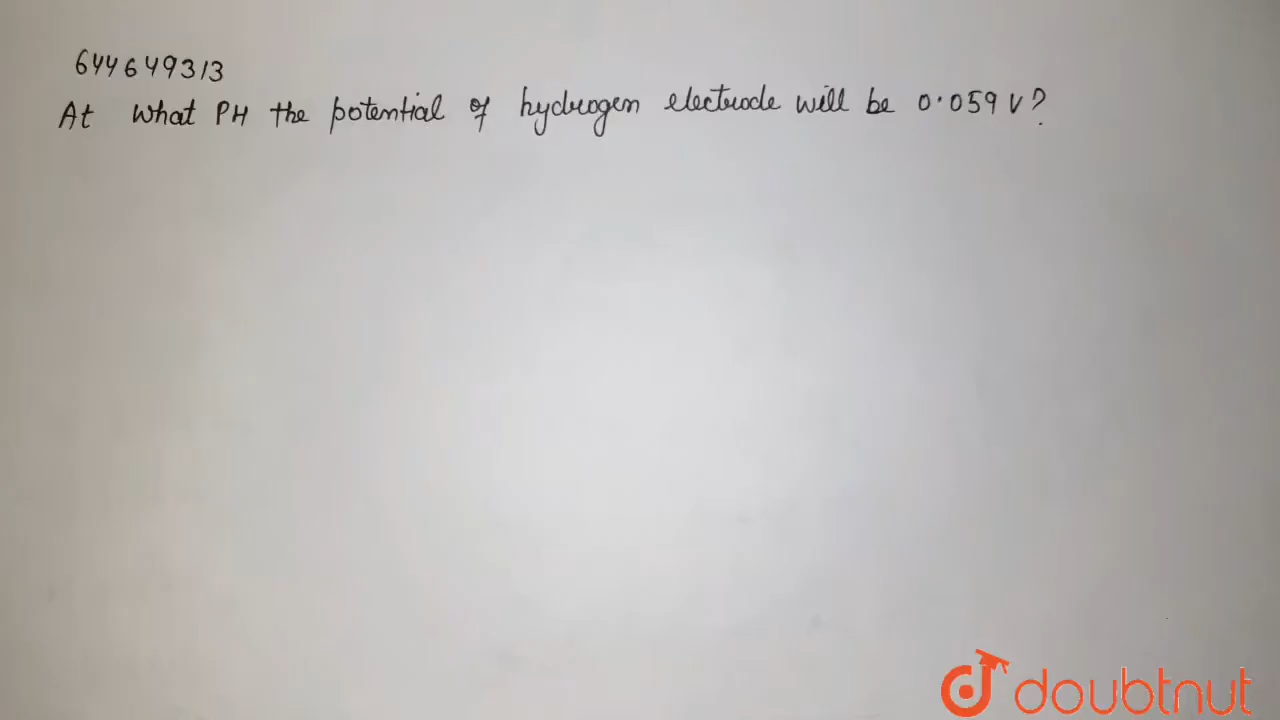 644649313
At what PH the potential of hydrogen electrode will be 0.059 V?
doubtnut